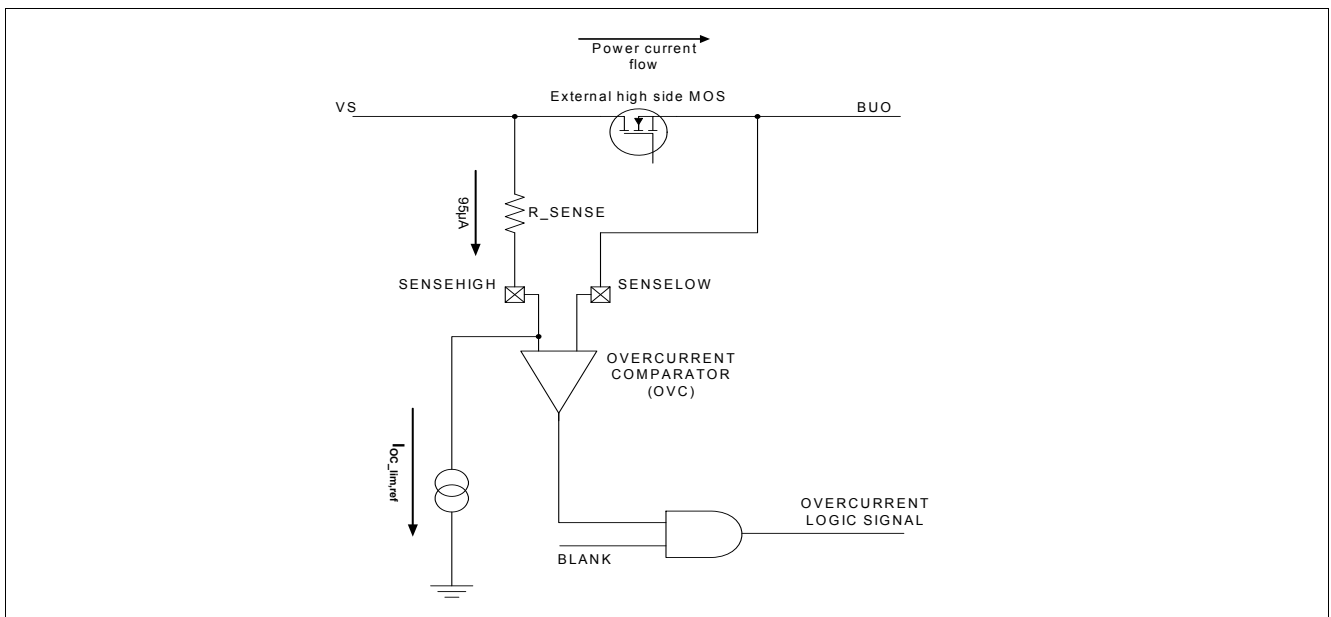 Power current
flow
External high side MOS
VS
BUO
95µA
R_SENSE
SENSEHIGH
SENSELOW
OVERCURRENT
COMPARATOR
(OVC)
IOC_lim,ref
OVERCURRENT
LOGIC SIGNAL
BLANK